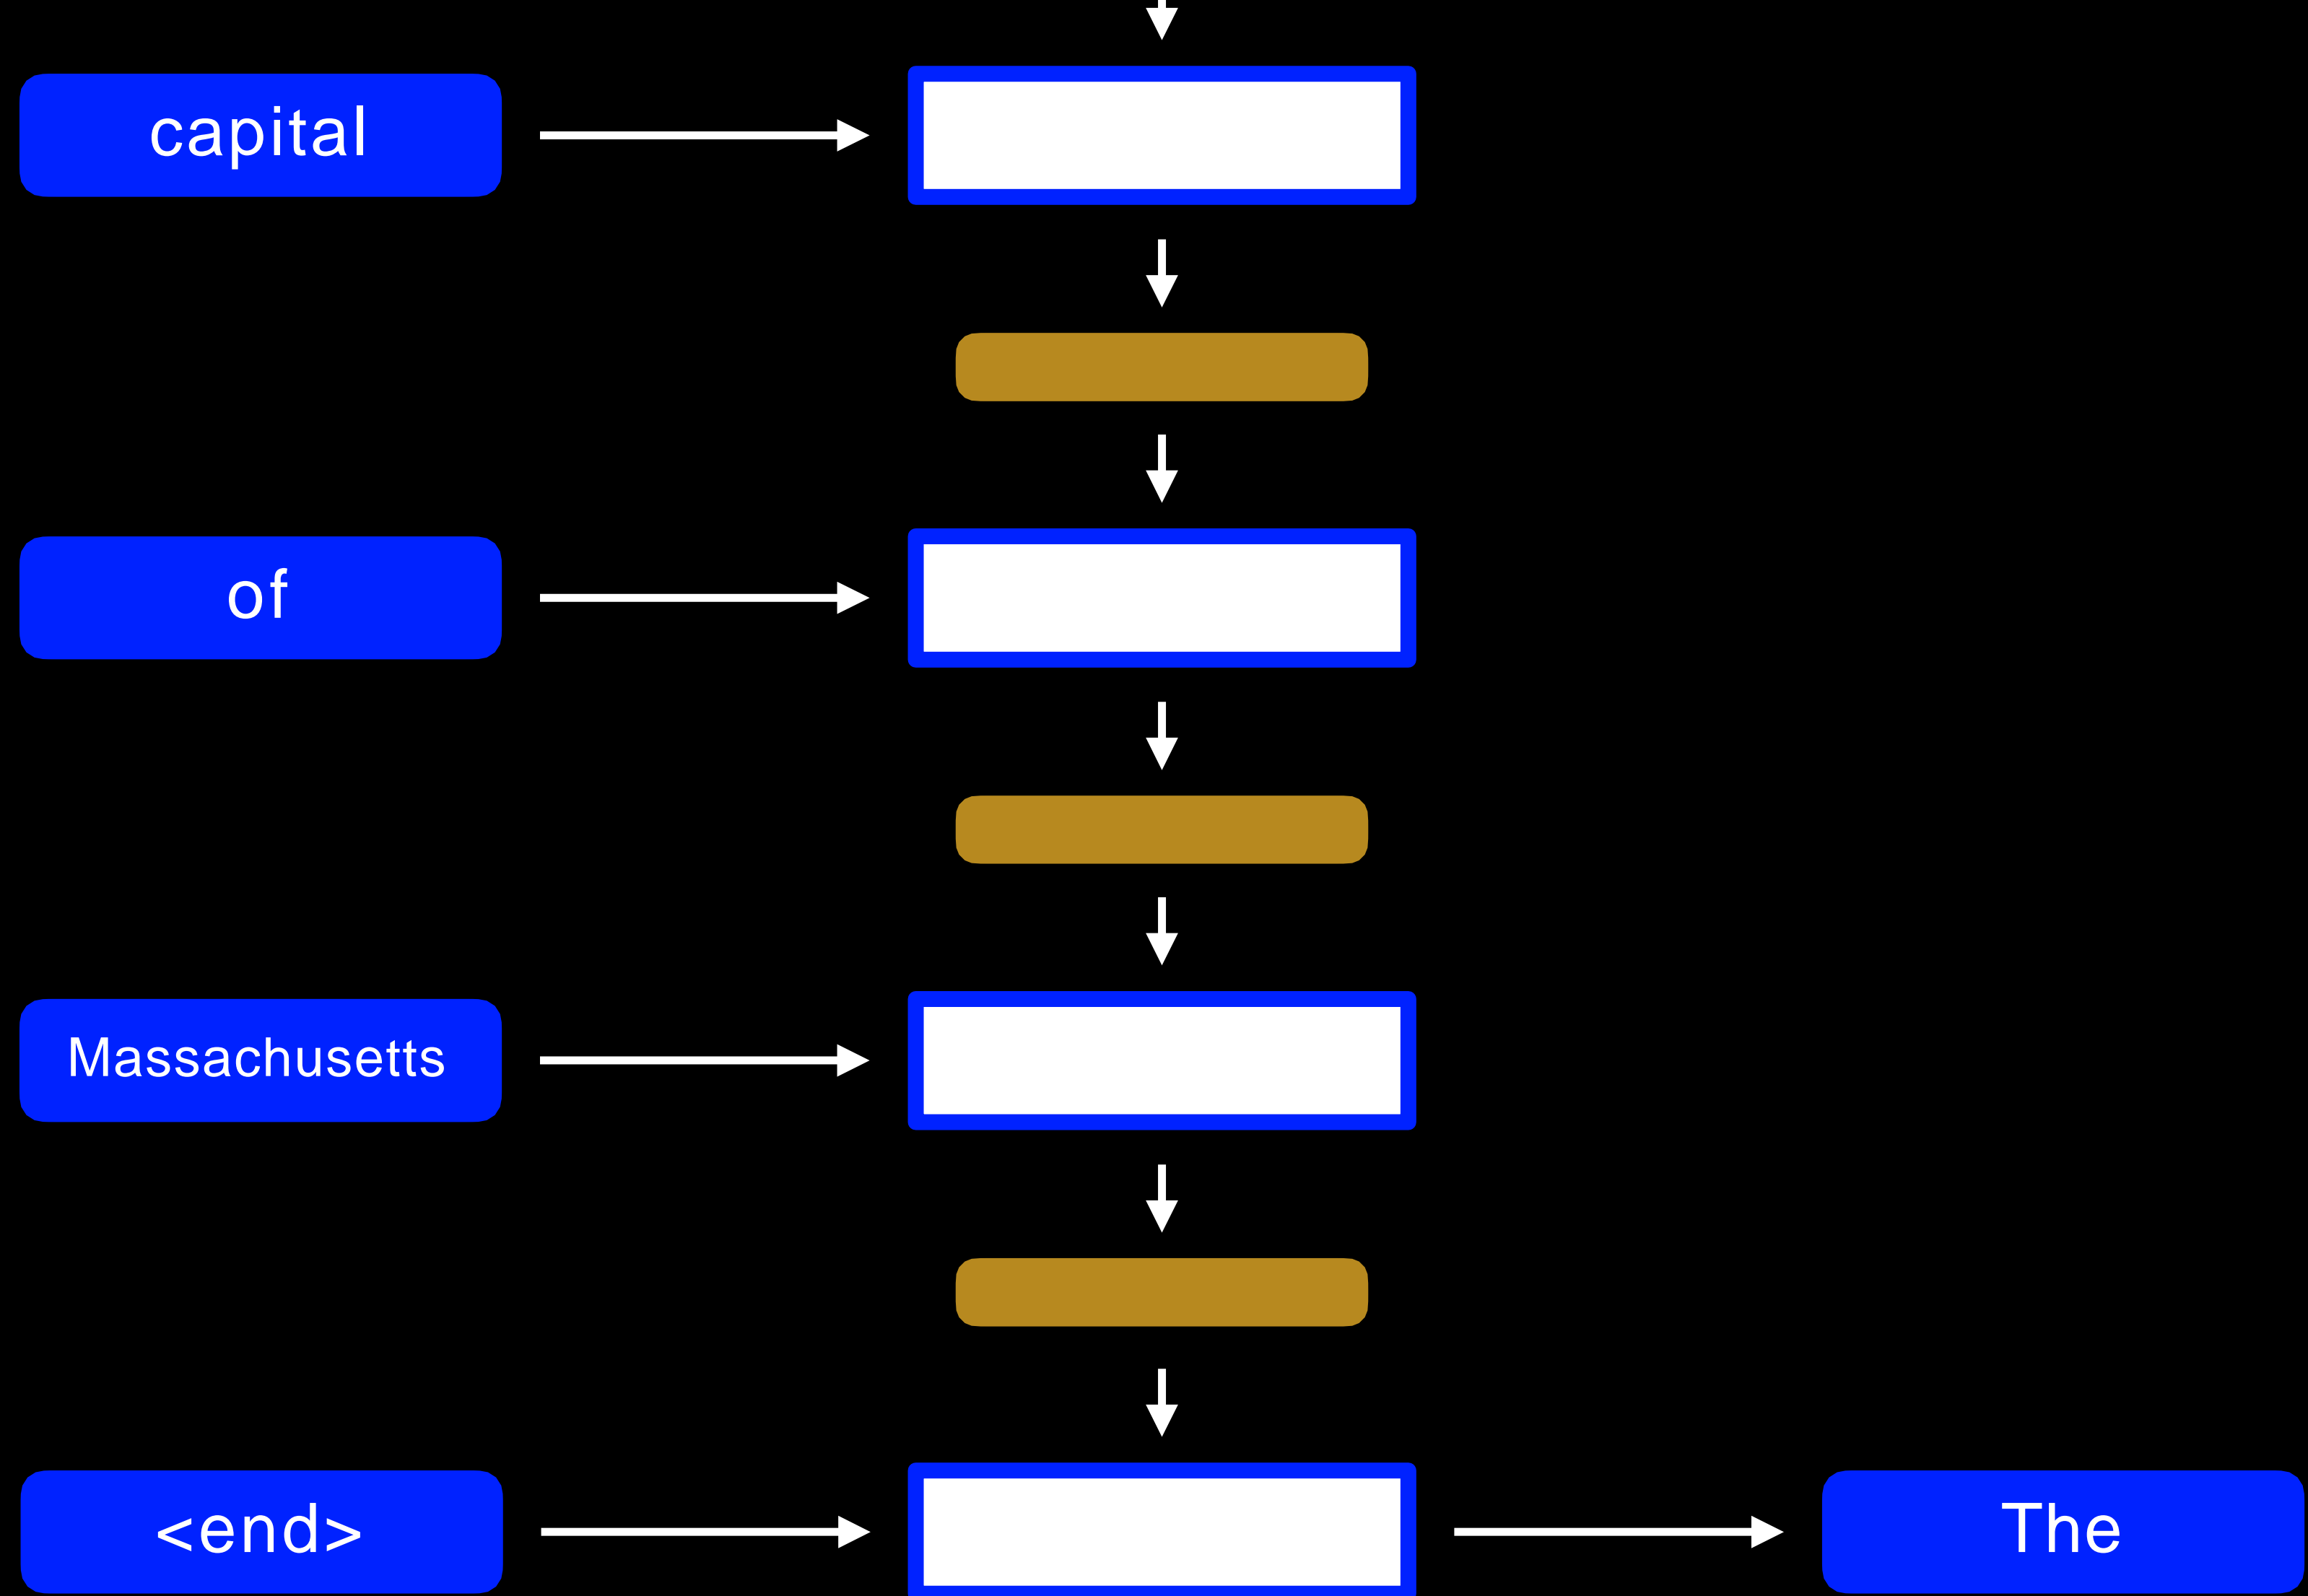 capital
of
Massachusetts
<end>
The